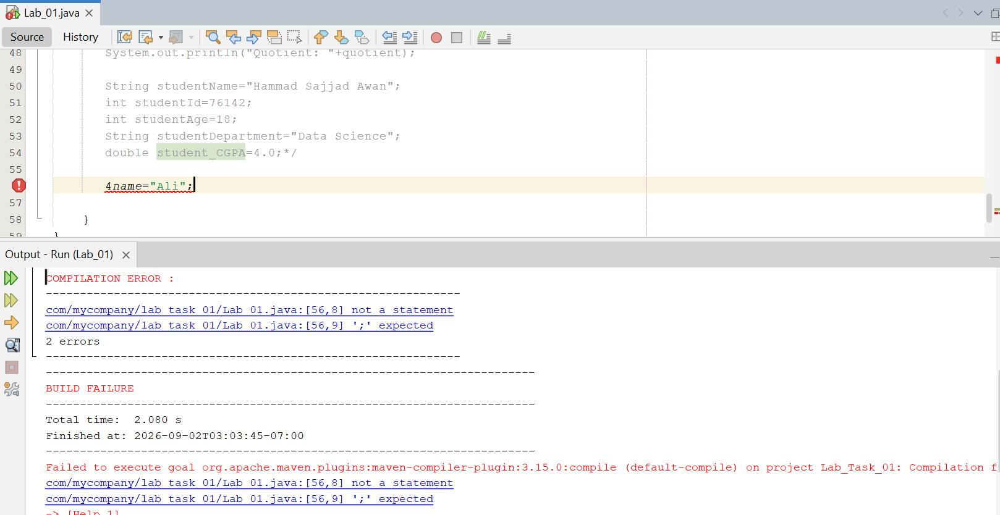 Lab_01.java
Source History
48 System.out.println("Quotient: "+quotient);
49
50 String studentName="Hammad Sajjad Awan";
51 int studentId=76142;
52 int studentAge=18;
53 String studentDepartment="Data Science";
54 double student_CGPA=4.0;*/
55
4name="Ali";
57
58 }
59 }
Output - Run (Lab_01)
COMPILATION ERROR :
-------------------------------------------------------------
com/mycompany/lab_task_01/Lab_01.java:[56,8] not a statement
com/mycompany/lab_task_01/Lab_01.java:[56,9] ';' expected
2 errors
-------------------------------------------------------------
------------------------------------------------------------------------
BUILD FAILURE
------------------------------------------------------------------------
Total time:  2.080 s
Finished at: 2026-09-02T03:03:45-07:00
------------------------------------------------------------------------
Failed to execute goal org.apache.maven.plugins:maven-compiler-plugin:3.15.0:compile (default-compile) on project Lab_Task_01: Compilation f
com/mycompany/lab_task_01/Lab_01.java:[56,8] not a statement
com/mycompany/lab_task_01/Lab_01.java:[56,9] ';' expected
-> [Help 1]